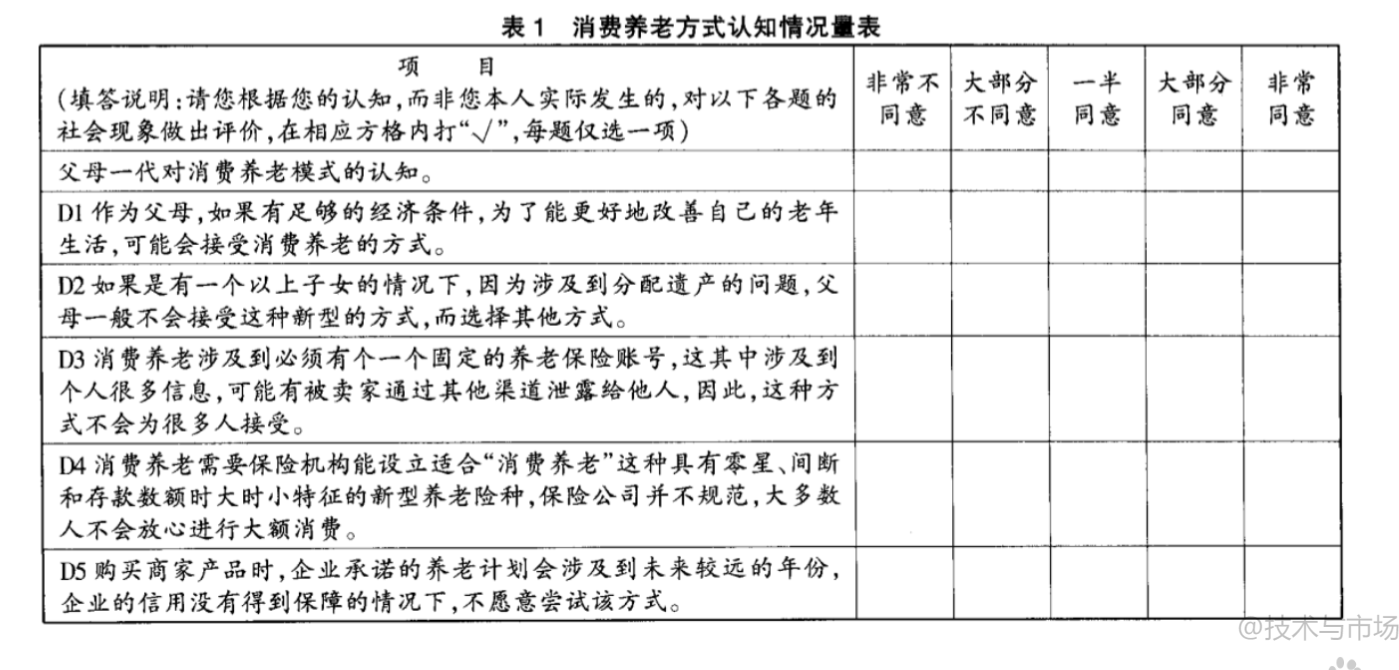 表1 消费养老方式认知情况量表
项 目
(填答说明:请您根据您的认知,而非您本人实际发生的,对以下各题的
社会现象做出评价,在相应方格内打“√”,每题仅选一项)
非常不
同意
大部分
不同意
一半
同意
大部分
同意
非常
同意
父母一代对消费养老模式的认知。
D1 作为父母,如果有足够的经济条件,为了能更好地改善自己的老年
生活,可能会接受消费养老的方式。
D2 如果是有一个以上子女的情况下,因为涉及到分配遗产的问题,父
母一般不会接受这种新型的方式,而选择其他方式。
D3 消费养老涉及到必须有个一个固定的养老保险账号,这其中涉及到
个人很多信息,可能有被卖家通过其他渠道泄露给他人,因此,这种方
式不会为很多人接受。
D4 消费养老需要保险机构能设立适合“消费养老”这种具有零星、间断
和存款数额时大时小特征的新型养老险种,保险公司并不规范,大多数
人不会放心进行大额消费。
D5 购买商家产品时,企业承诺的养老计划会涉及到未来较远的年份,
企业的信用没有得到保障的情况下,不愿意尝试该方式。
@技术与市场